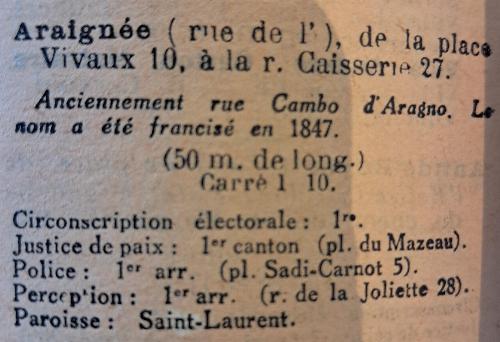 Araignée (rue de l'), de la place
Vivaux 10, à la r. Caisserie 27.
Anciennement rue Cambo d'Aragno. Le
nom a été francisé en 1847.
(50 m. de long.)
Carré 1 10.
Circonscription électorale : 1re.
Justice de paix : 1er canton (pl. du Mazeau).
Police : 1er arr. (pl. Sadi-Carnot 5).
Perception : 1er arr. (r. de la Joliette 28).
Paroisse : Saint-Laurent.